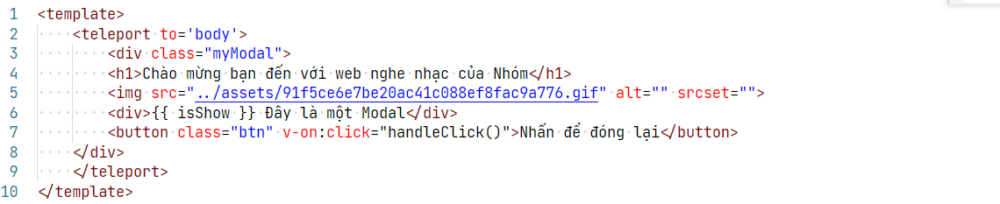 1 <template>
2     <teleport to='body'>
3         <div class="myModal">
4         <h1>Chào mừng bạn đến với web nghe nhạc của Nhóm</h1>
5         <img src="../assets/91f5ce6e7be20ac41c088ef8fac9a776.gif" alt="" srcset="">
6         <div>{{ isShow }} Đây là một Modal</div>
7         <button class="btn" v-on:click="handleClick()">Nhấn để đóng lại</button>
8     </div>
9     </teleport>
10 </template>